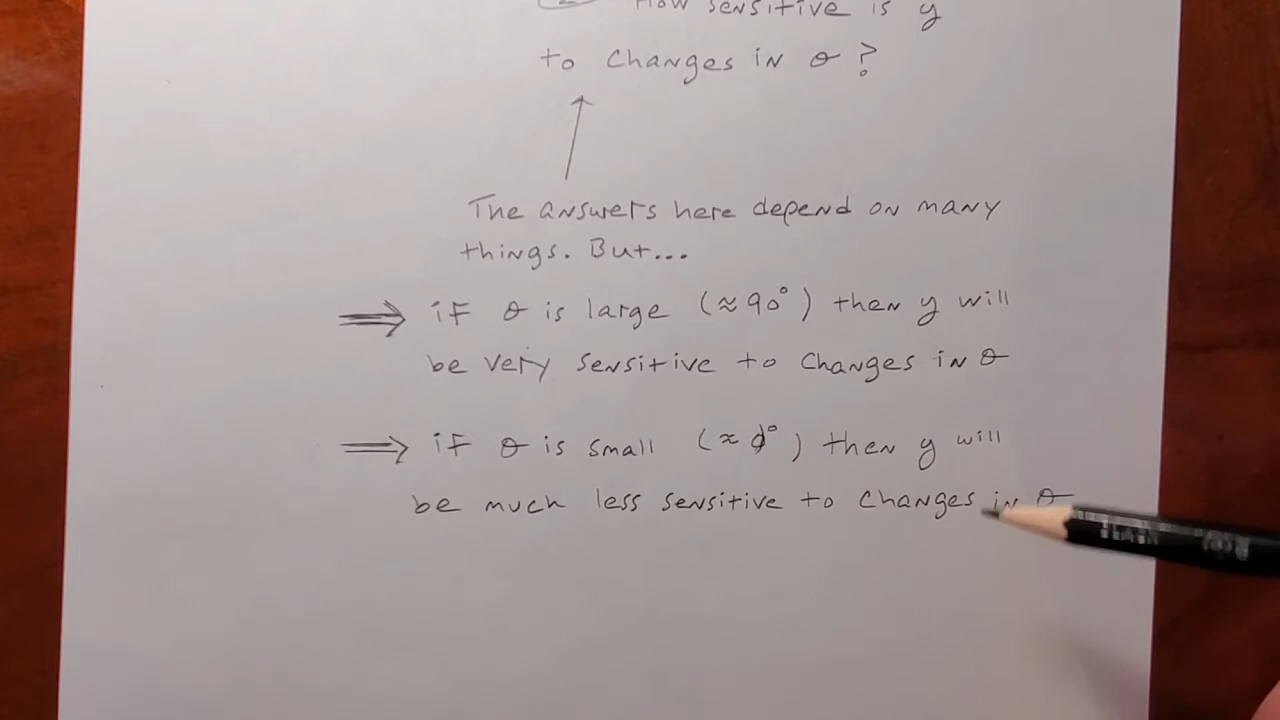 How sensitive is y
to changes in θ?
The answers here depend on many
things. But...
⇒ if θ is large (≈90°) then y will
be very sensitive to changes in θ
⇒ if θ is small (≈0°) then y will
be much less sensitive to changes in θ